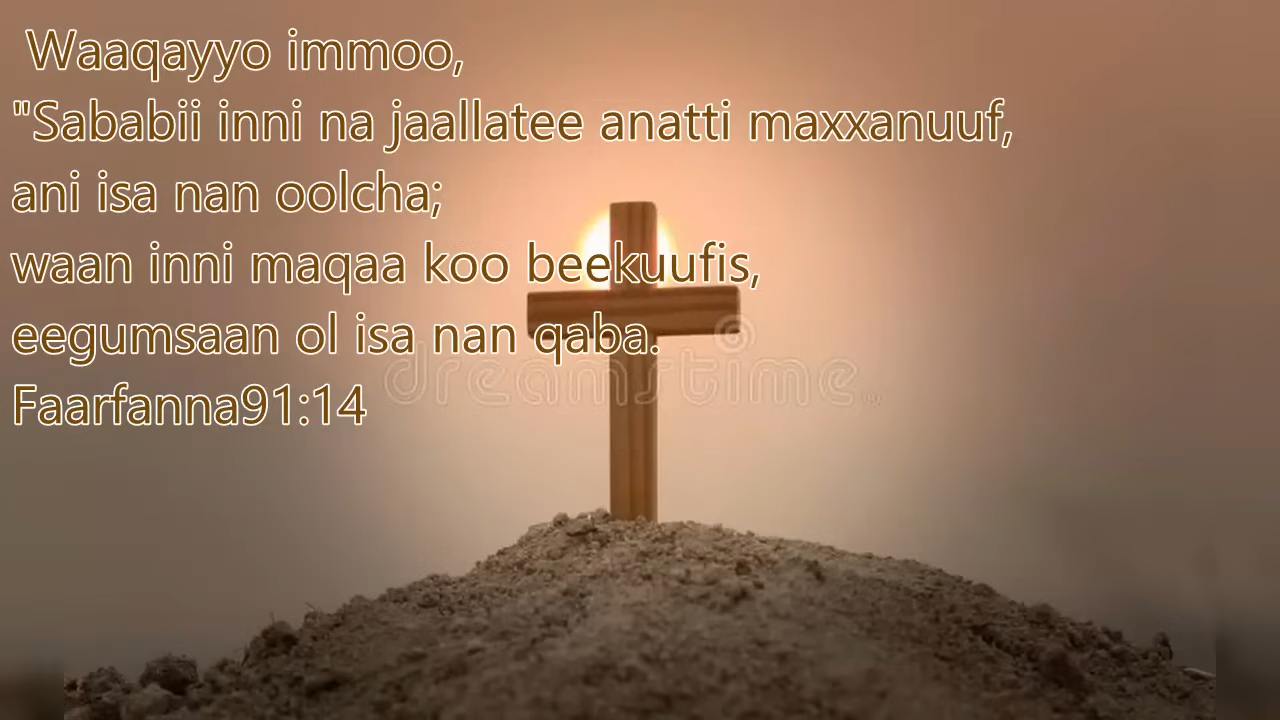 Waaqayyo immoo,
"Sababii inni na jaallatee anatti maxxanuuf,
ani isa nan oolcha;
waan inni maqaa koo beekuufis,
eegumsaan ol isa nan qaba.
Faarfanna91:14
dreamstime